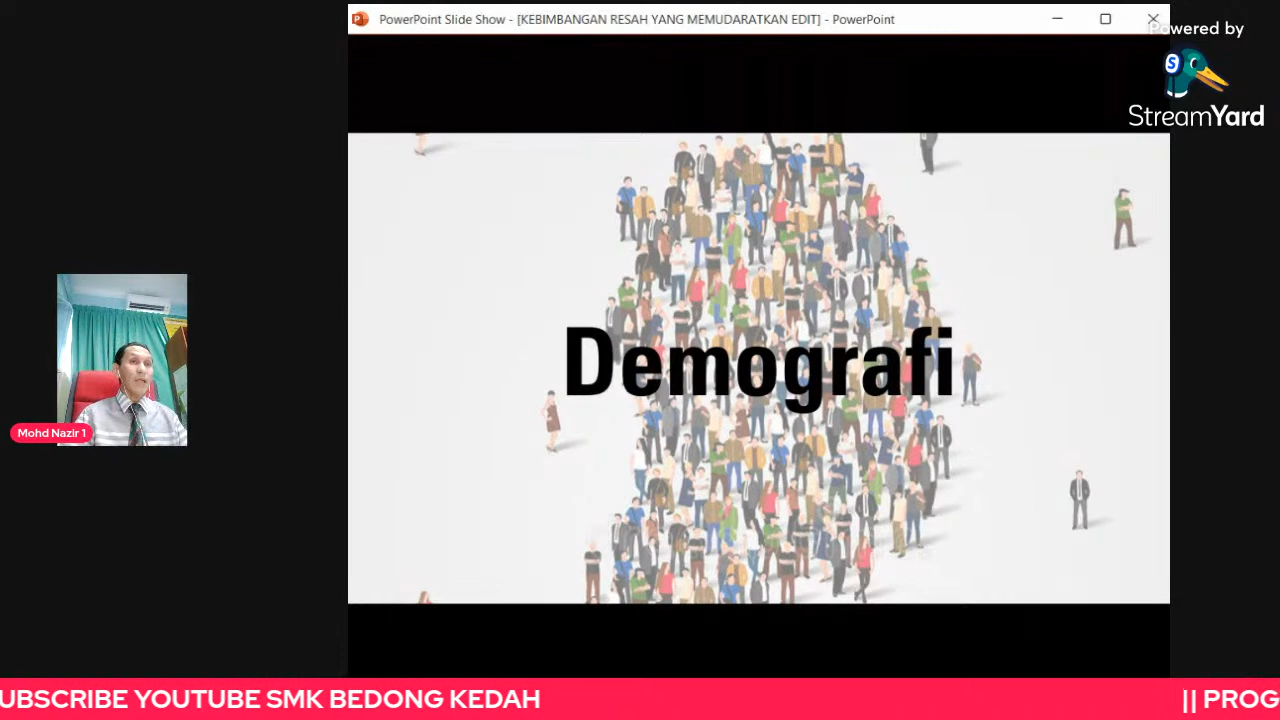 PowerPoint Slide Show - [KEBIMBANGAN RESAH YANG MEMUDARATKAN EDIT] - PowerPoint
Powered by
S
StreamYard
Demografi
Mohd Nazir 1
UBSCRIBE YOUTUBE SMK BEDONG KEDAH
|| PROG